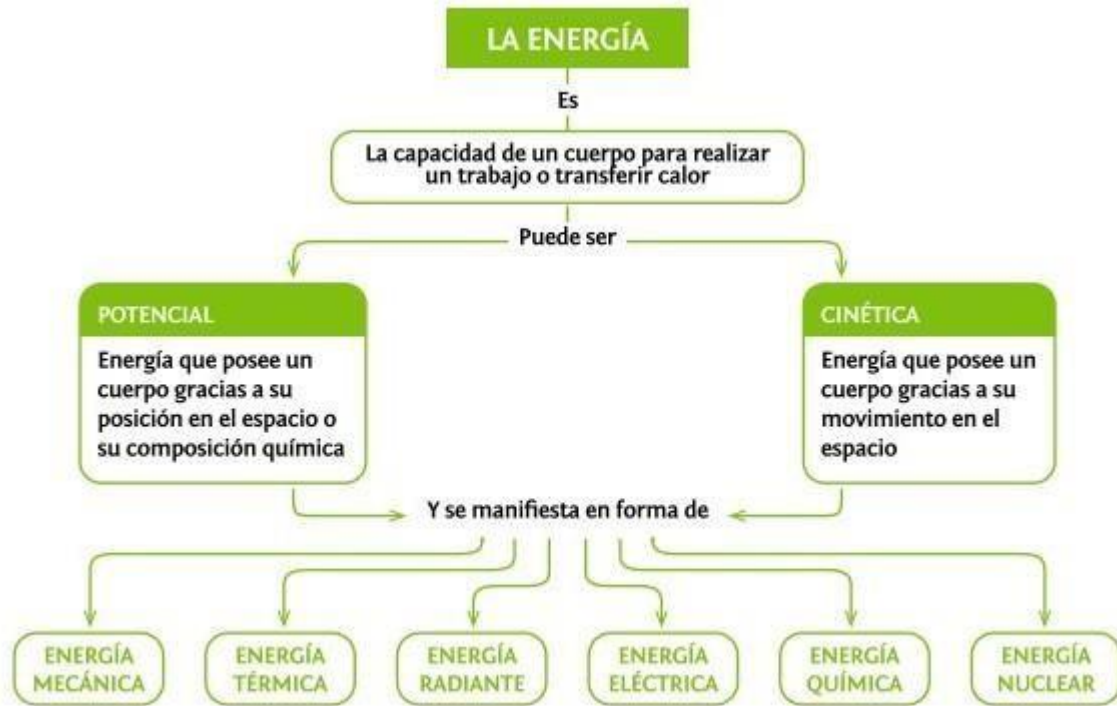 LA ENERGÍA
Es
La capacidad de un cuerpo para realizar
un trabajo o transferir calor
Puede ser
POTENCIAL
Energía que posee un
cuerpo gracias a su
posición en el espacio o
su composición química
CINÉTICA
Energía que posee un
cuerpo gracias a su
movimiento en el
espacio
Y se manifiesta en forma de
ENERGÍA
MECÁNICA
ENERGÍA
TÉRMICA
ENERGÍA
RADIANTE
ENERGÍA
ELÉCTRICA
ENERGÍA
QUÍMICA
ENERGÍA
NUCLEAR